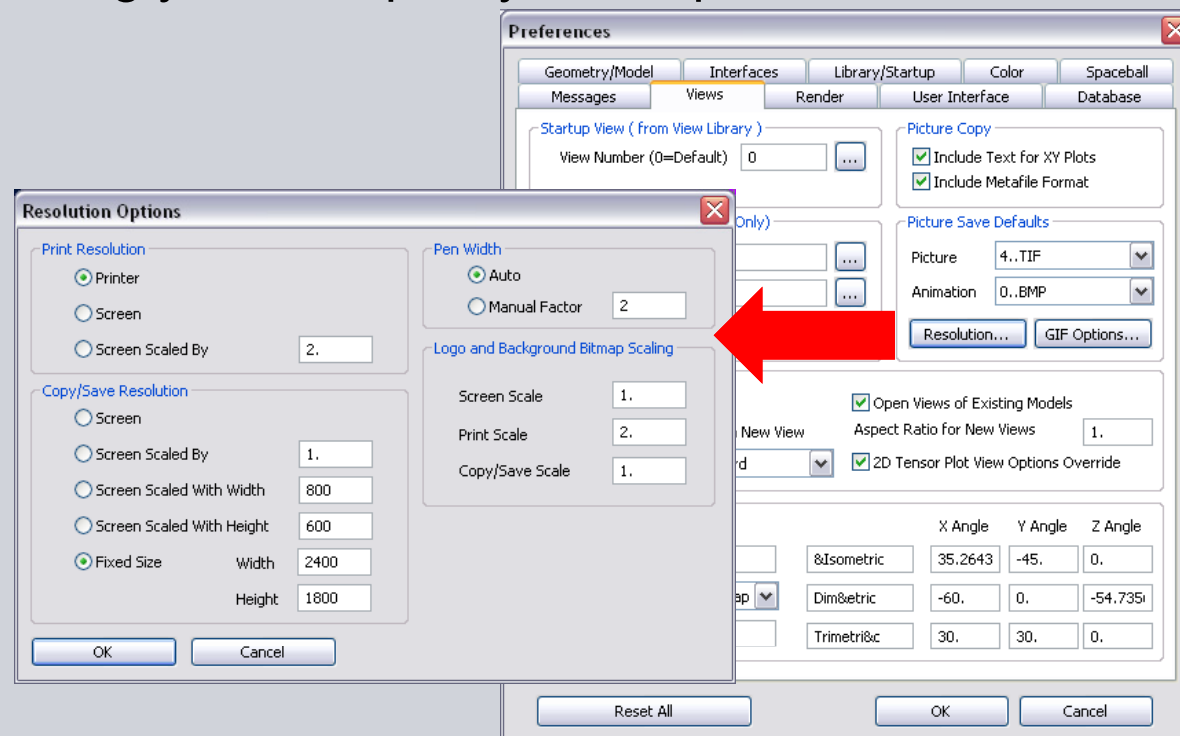 Preferences
Geometry/Model Interfaces Library/Startup Color Spaceball
Messages Views Render User Interface Database
Startup View ( from View Library )
View Number (0=Default) 0 ...
Picture Copy
Include Text for XY Plots
Include Metafile Format
Only)
...
...
Picture Save Defaults
Picture 4..TIF
Animation 0..BMP
Resolution... GIF Options...
Open Views of Existing Models
New View Aspect Ratio for New Views 1.
2D Tensor Plot View Options Override
X Angle Y Angle Z Angle
&Isometric 35.2643 -45. 0.
Dim&etric -60. 0. -54.735
Trimetri&c 30. 30. 0.
Reset All OK Cancel
Resolution Options
Print Resolution
Printer
Screen
Screen Scaled By 2.
Copy/Save Resolution
Screen
Screen Scaled By 1.
Screen Scaled With Width 800
Screen Scaled With Height 600
Fixed Size Width 2400
Height 1800
Pen Width
Auto
Manual Factor 2
Logo and Background Bitmap Scaling
Screen Scale 1.
Print Scale 2.
Copy/Save Scale 1.
OK Cancel